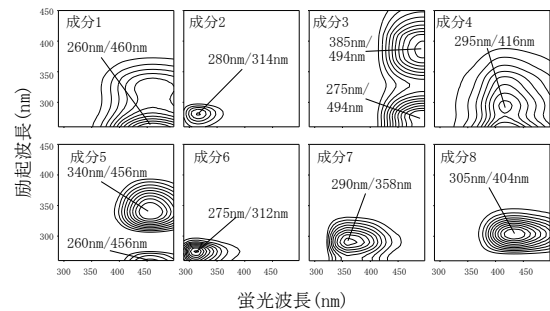 450
400
350
300
成分1
260nm/460nm
成分2
280nm/314nm
成分3
385nm/
494nm
275nm/
494nm
成分4
295nm/416nm
450
400
350
300
成分5
340nm/456nm
260nm/456nm
成分6
275nm/312nm
成分7
290nm/358nm
成分8
305nm/404nm
300 350 400 450
300 350 400 450
300 350 400 450
300 350 400 450
励起波長(nm)
蛍光波長(nm)